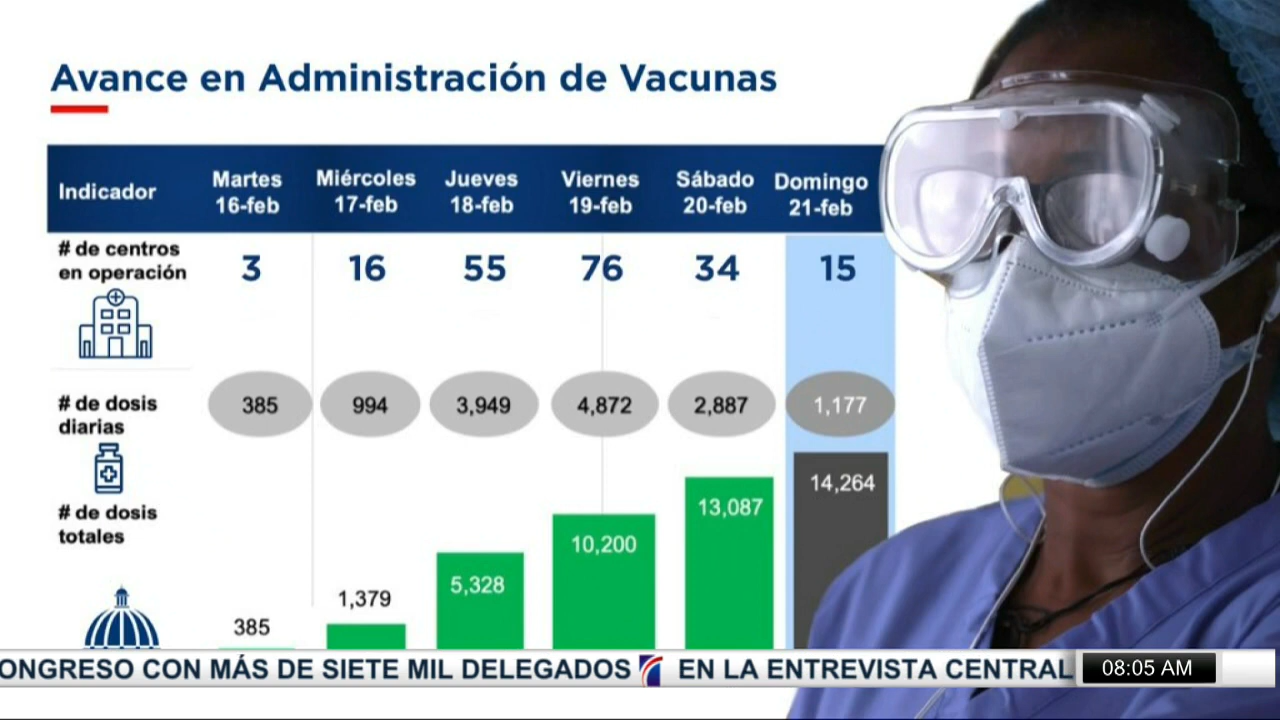 Avance en Administración de Vacunas
Indicador
Martes
16-feb
Miércoles
17-feb
Jueves
18-feb
Viernes
19-feb
Sábado
20-feb
Domingo
21-feb
# de centros
en operación
3 16 55 76 34 15
# de dosis
diarias
385 994 3,949 4,872 2,887 1,177
# de dosis
totales
385 1,379 5,328 10,200 13,087 14,264
ONGRESO CON MÁS DE SIETE MIL DELEGADOS EN LA ENTREVISTA CENTRAL
08:05 AM